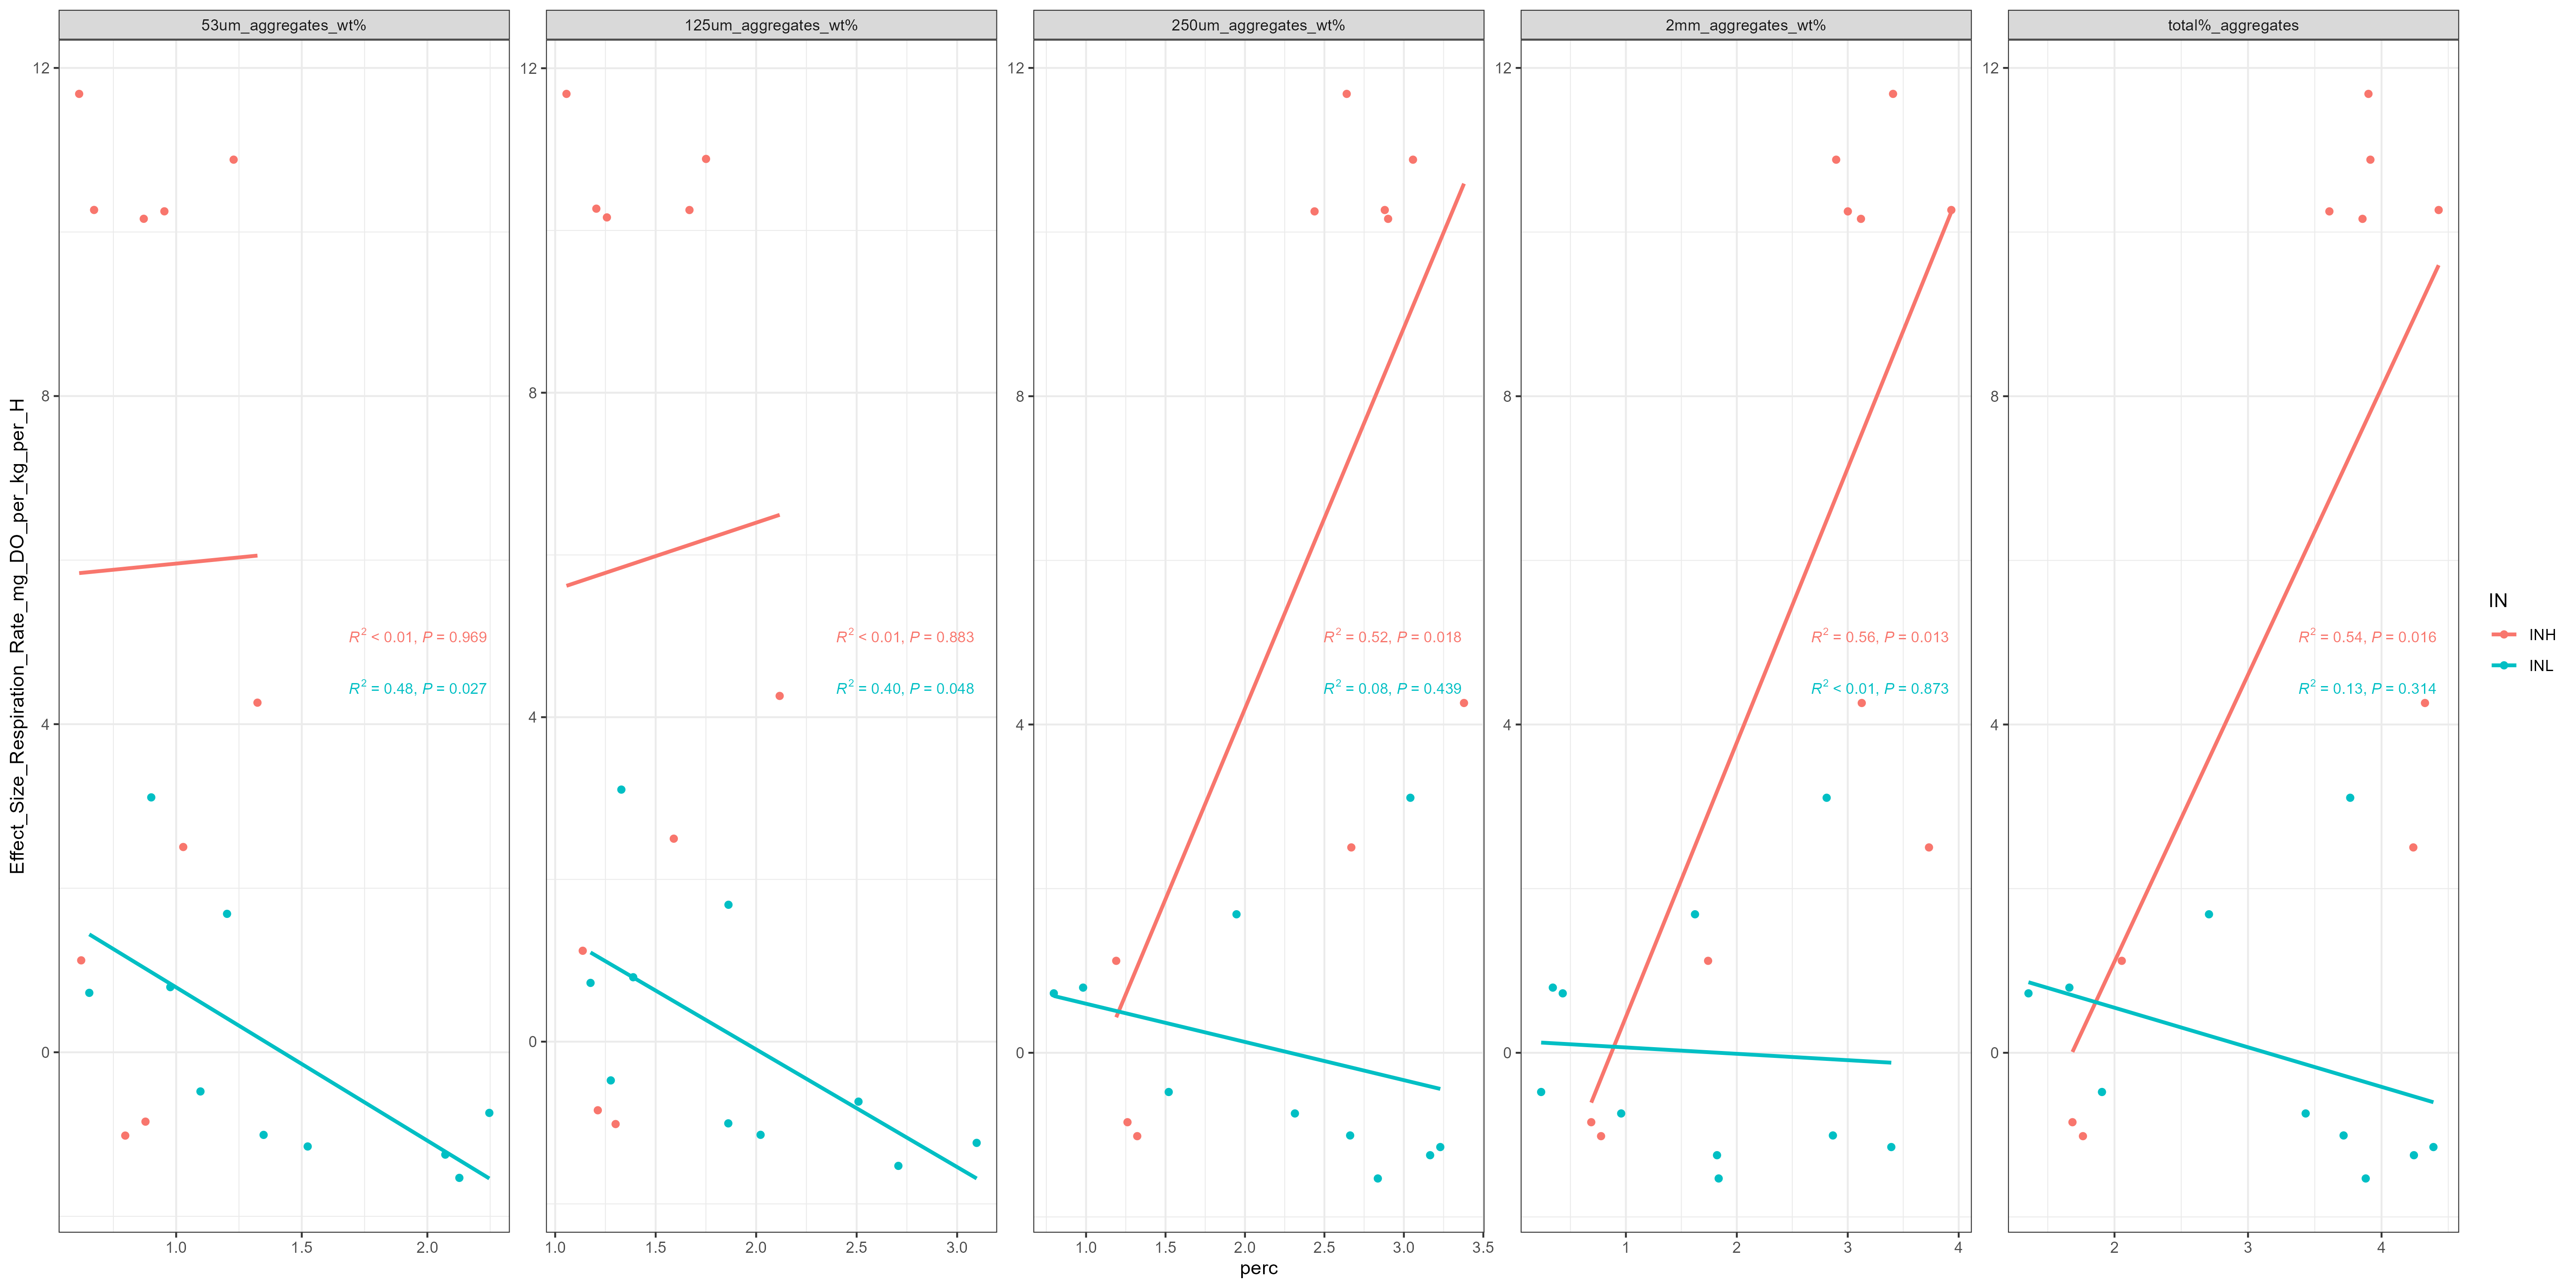 53um_aggregates_wt%
125um_aggregates_wt%
250um_aggregates_wt%
2mm_aggregates_wt%
total%_aggregates
Effect_Size_Respiration_Rate_mg_DO_per_kg_per_H
12
8
4
0
R² < 0.01, P = 0.969
R² = 0.48, P = 0.027
1.0 1.5 2.0
12
8
4
0
R² < 0.01, P = 0.883
R² = 0.40, P = 0.048
1.0 1.5 2.0 2.5 3.0
12
8
4
0
R² = 0.52, P = 0.018
R² = 0.08, P = 0.439
1.0 1.5 2.0 2.5 3.0 3.5
12
8
4
0
R² = 0.56, P = 0.013
R² < 0.01, P = 0.873
1 2 3 4
12
8
4
0
R² = 0.54, P = 0.016
R² = 0.13, P = 0.314
2 3 4
perc
IN
INH
INL